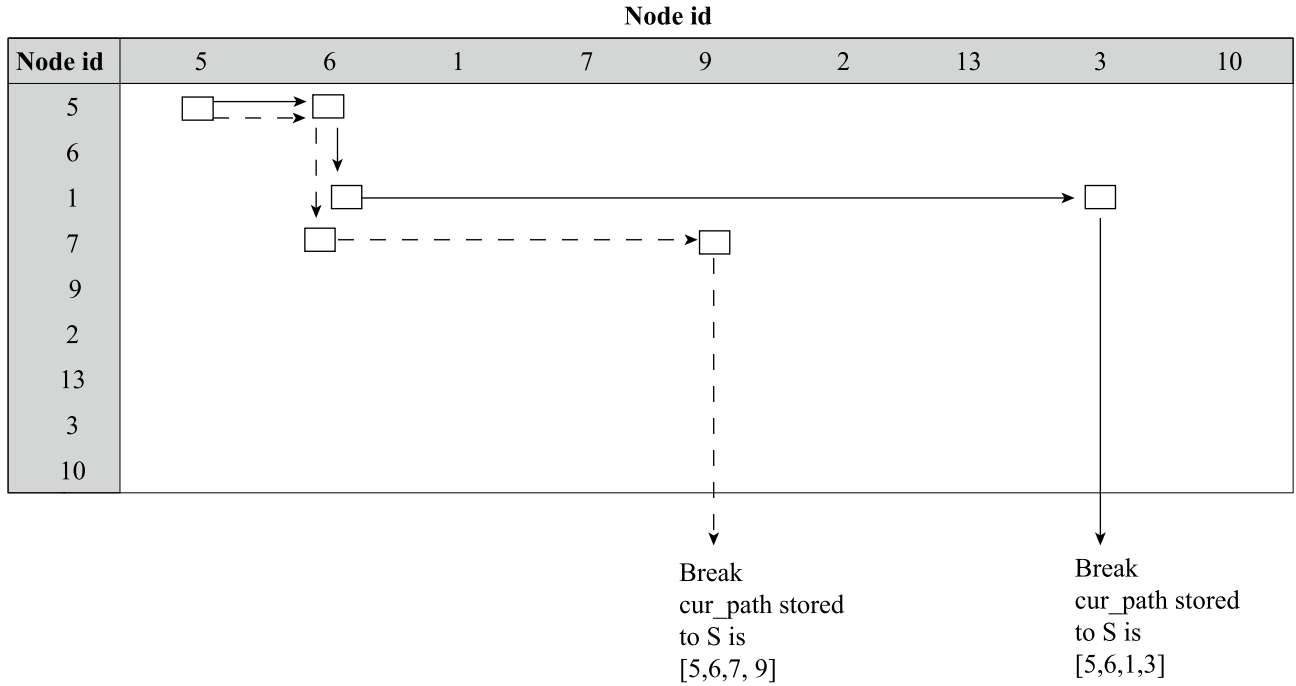 Node id
Node id 5 6 1 7 9 2 13 3 10
5
6
1
7
9
2
13
3
10
Break
cur_path stored
to S is
[5,6,7, 9]
Break
cur_path stored
to S is
[5,6,1,3]